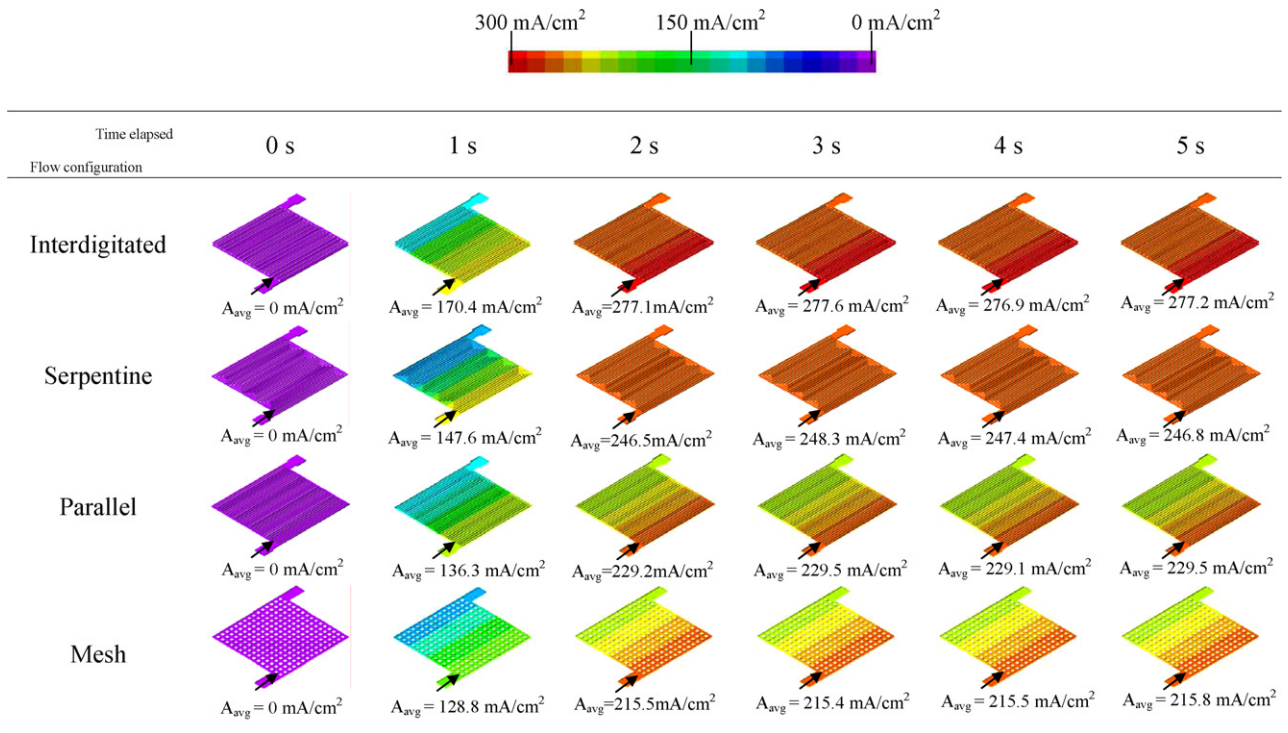 300 mA/cm² 150 mA/cm² 0 mA/cm²
Time elapsed
0 s 1 s 2 s 3 s 4 s 5 s
Flow configuration
Interdigitated
Aavg = 0 mA/cm² Aavg = 170.4 mA/cm² Aavg=277.1mA/cm² Aavg = 277.6 mA/cm² Aavg = 276.9 mA/cm² Aavg = 277.2 mA/cm²
Serpentine
Aavg = 0 mA/cm² Aavg = 147.6 mA/cm² Aavg=246.5mA/cm² Aavg = 248.3 mA/cm² Aavg = 247.4 mA/cm² Aavg = 246.8 mA/cm²
Parallel
Aavg = 0 mA/cm² Aavg = 136.3 mA/cm² Aavg=229.2mA/cm² Aavg = 229.5 mA/cm² Aavg = 229.1 mA/cm² Aavg = 229.5 mA/cm²
Mesh
Aavg = 0 mA/cm² Aavg = 128.8 mA/cm² Aavg=215.5mA/cm² Aavg = 215.4 mA/cm² Aavg = 215.5 mA/cm² Aavg = 215.8 mA/cm²